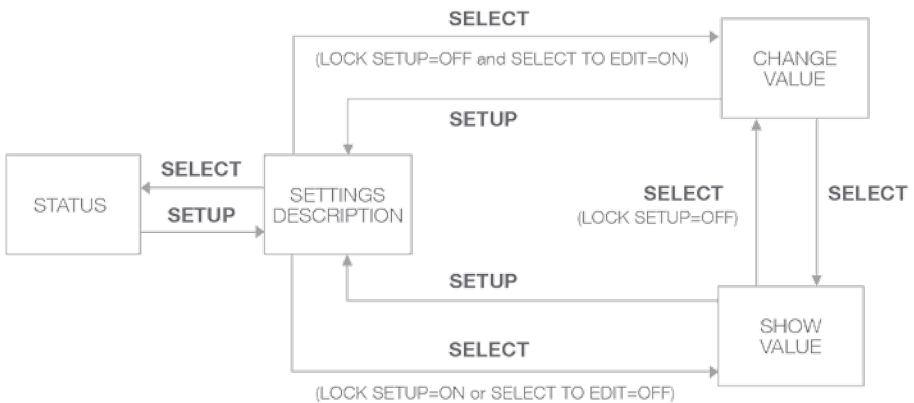 SELECT
(LOCK SETUP=OFF and SELECT TO EDIT=ON)
CHANGE
VALUE
SETUP
STATUS
SELECT
SETUP
SETTINGS
DESCRIPTION
SELECT
(LOCK SETUP=OFF)
SELECT
SETUP
SHOW
VALUE
SELECT
(LOCK SETUP=ON or SELECT TO EDIT=OFF)